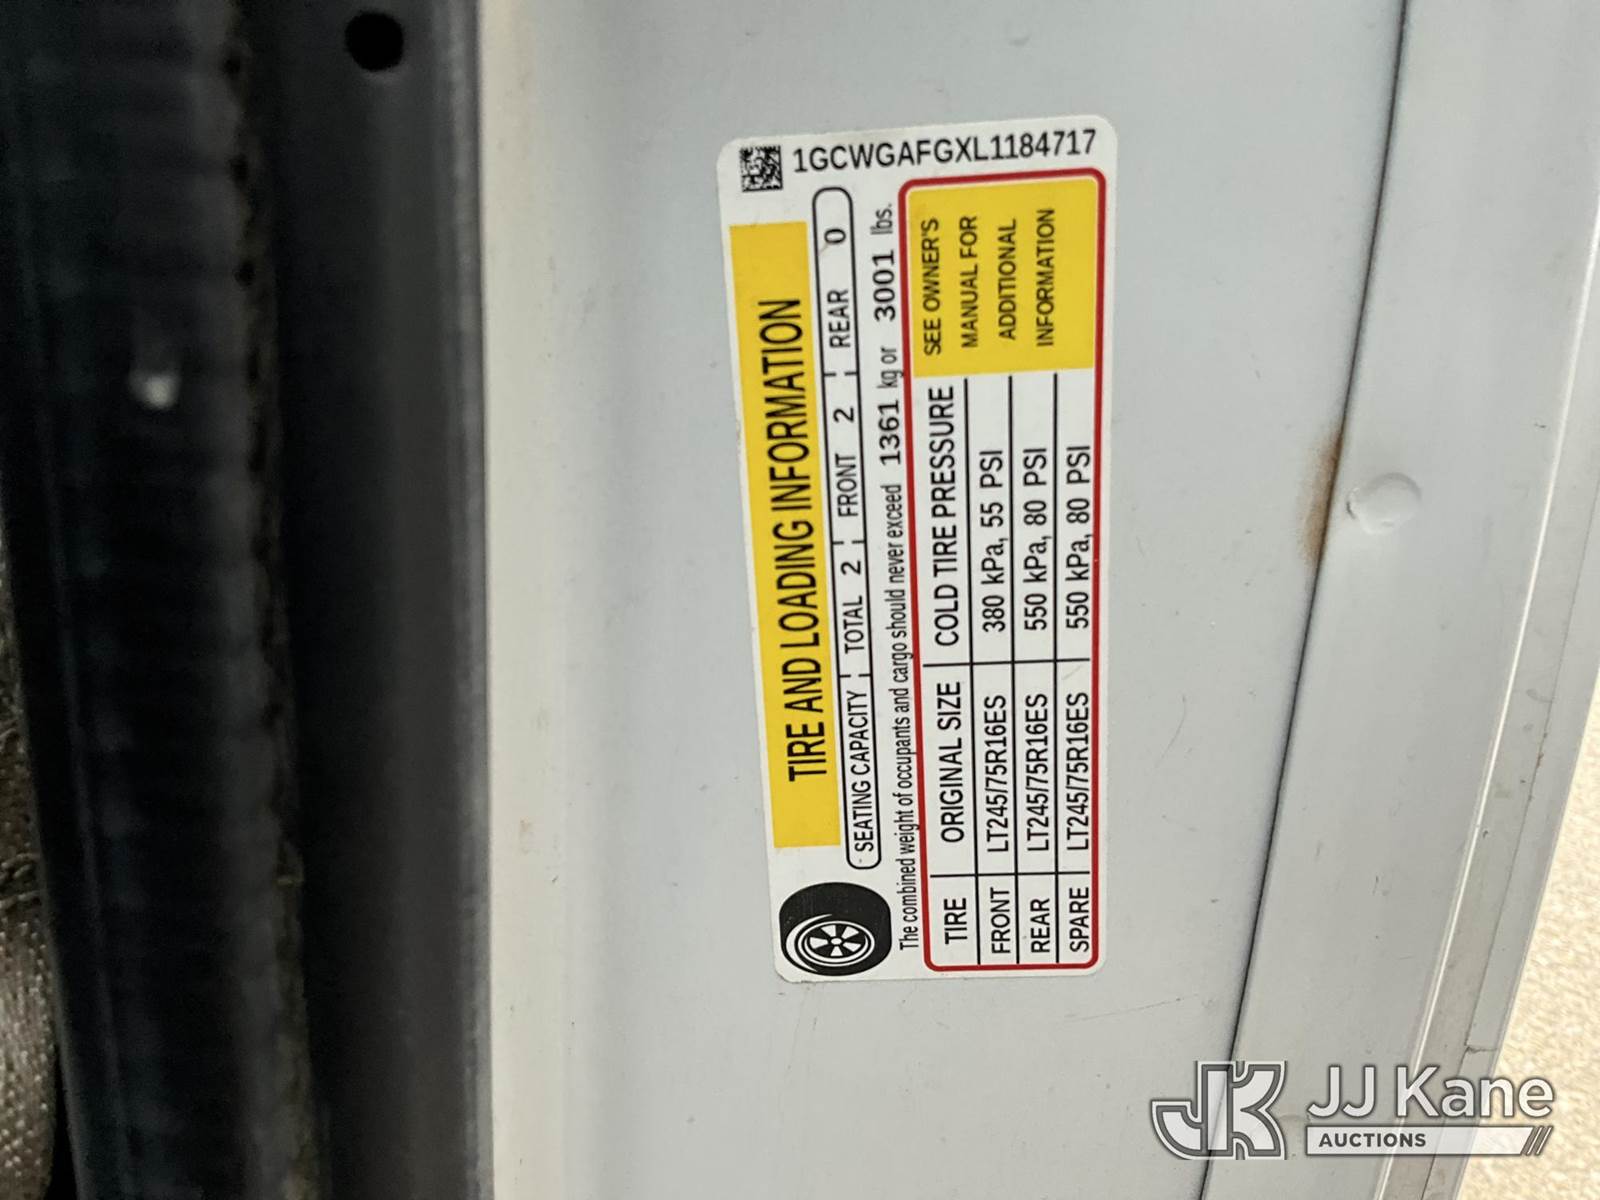 1GCWGAFGXL1184717
TIRE AND LOADING INFORMATION
SEATING CAPACITY TOTAL 2 FRONT 2 REAR 0
The combined weight of occupants and cargo should never exceed 1361 kg or 3001 lbs.
TIRE ORIGINAL SIZE COLD TIRE PRESSURE
FRONT LT245/75R16ES 380 kPa, 55 PSI
REAR LT245/75R16ES 550 kPa, 80 PSI
SPARE LT245/75R16ES 550 kPa, 80 PSI
SEE OWNER'S
MANUAL FOR
ADDITIONAL
INFORMATION
JK JJ Kane
AUCTIONS